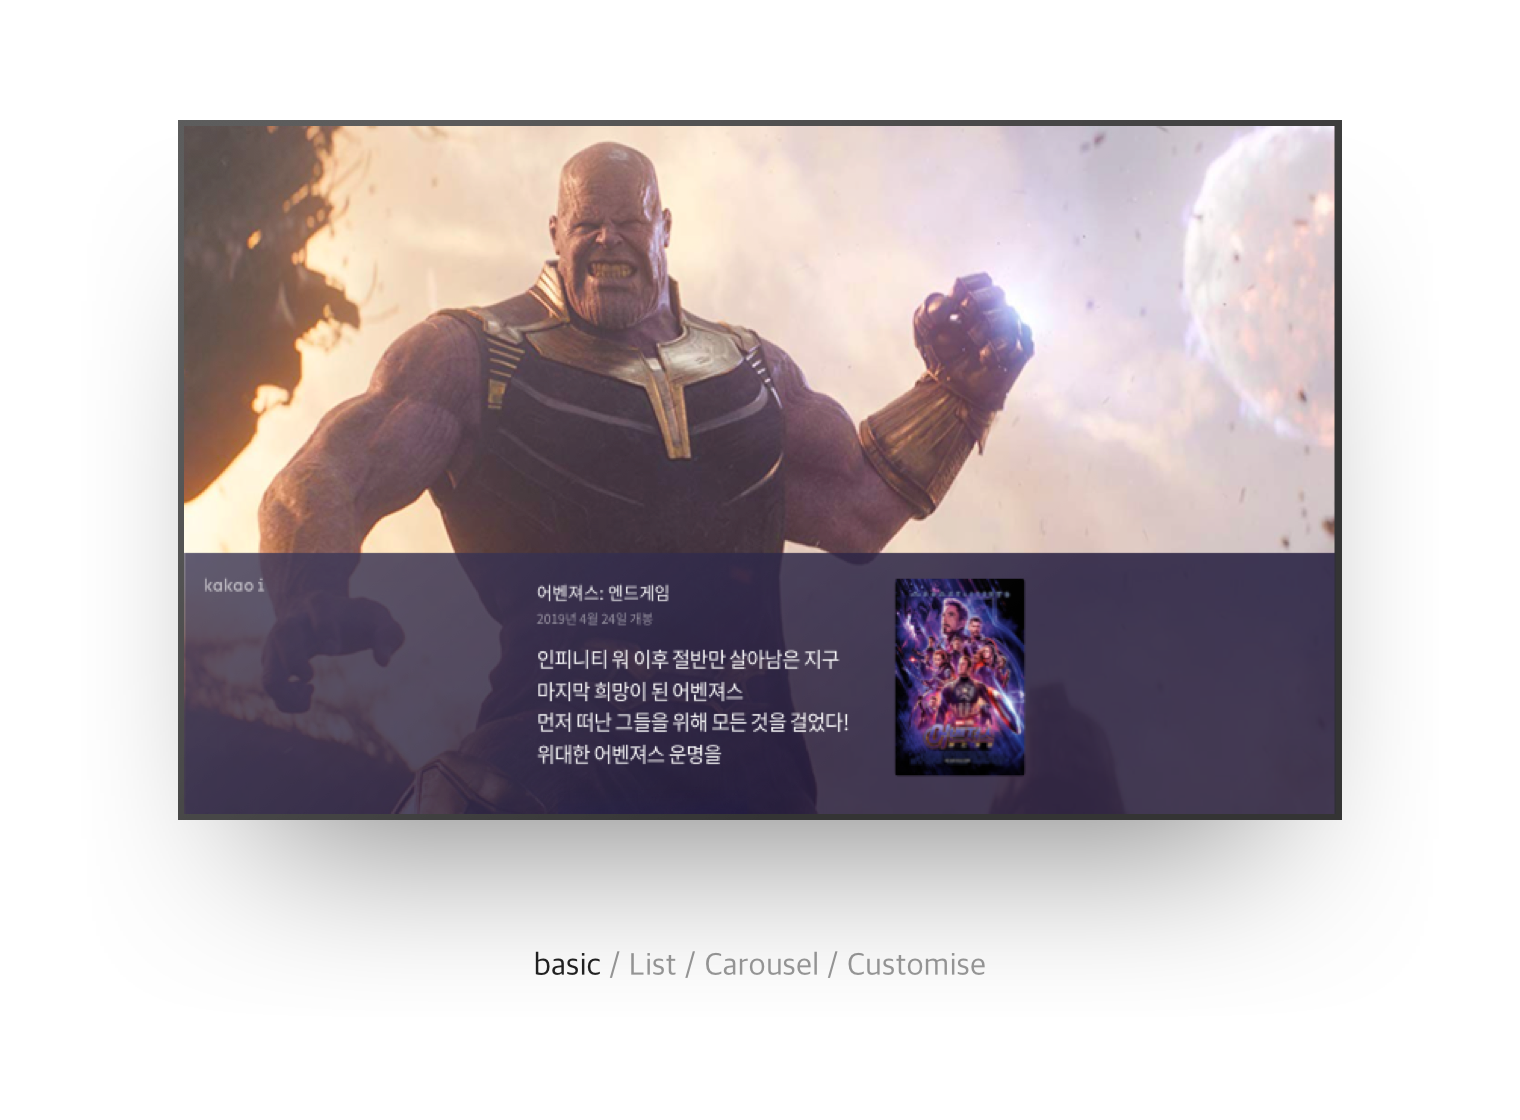 kakao i
어벤져스: 엔드게임
2019년 4월 24일 개봉
인피니티 워 이후 절반만 살아남은 지구
마지막 희망이 된 어벤져스
먼저 떠난 그들을 위해 모든 것을 걸었다!
위대한 어벤져스 운명을
basic / List / Carousel / Customise